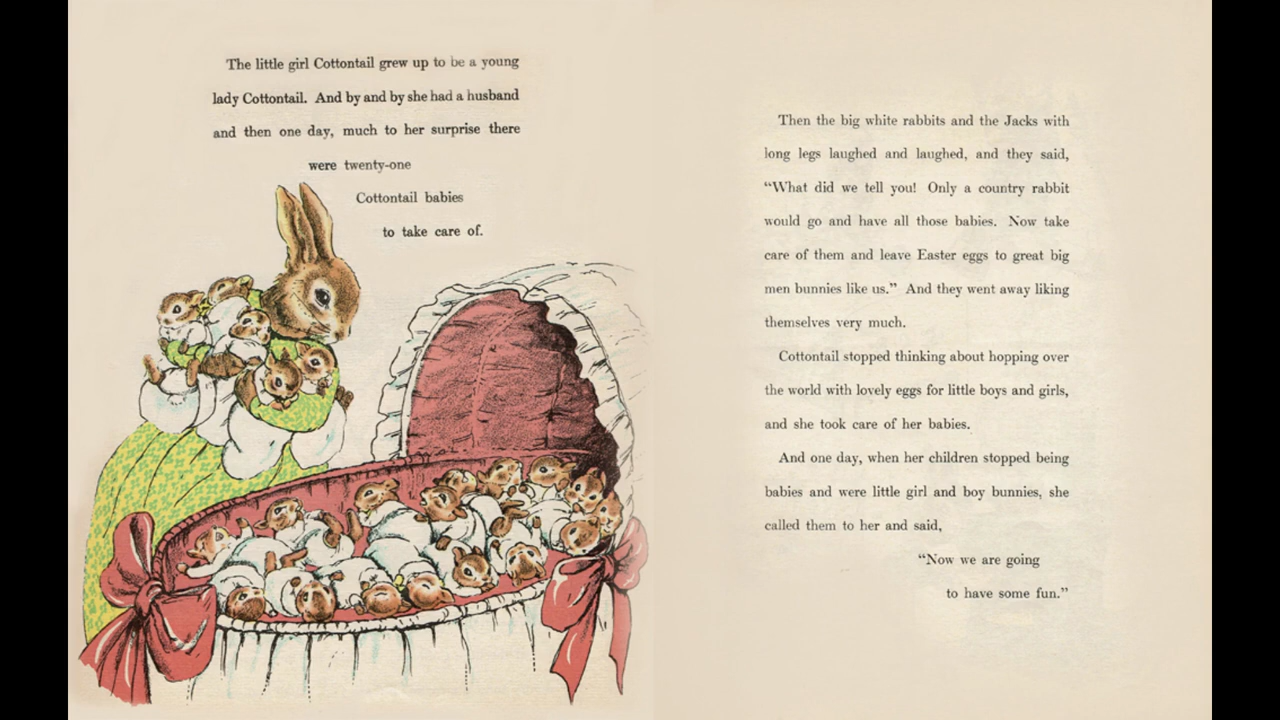 The little girl Cottontail grew up to be a young
lady Cottontail. And by and by she had a husband
and then one day, much to her surprise there
were twenty-one
Cottontail babies
to take care of.
Then the big white rabbits and the Jacks with
long legs laughed and laughed, and they said,
“What did we tell you! Only a country rabbit
would go and have all those babies. Now take
care of them and leave Easter eggs to great big
men bunnies like us.” And they went away liking
themselves very much.
Cottontail stopped thinking about hopping over
the world with lovely eggs for little boys and girls,
and she took care of her babies.
And one day, when her children stopped being
babies and were little girl and boy bunnies, she
called them to her and said,
“Now we are going
to have some fun.”